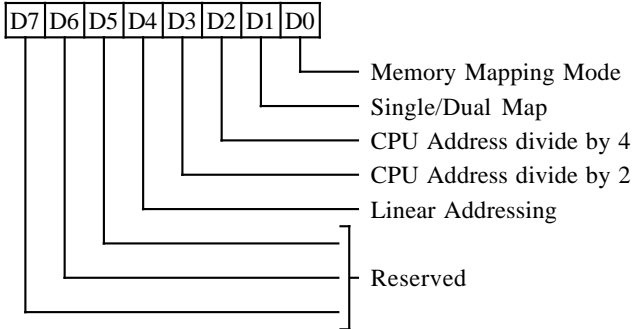 D7 D6 D5 D4 D3 D2 D1 D0
Memory Mapping Mode
Single/Dual Map
CPU Address divide by 4
CPU Address divide by 2
Linear Addressing
Reserved